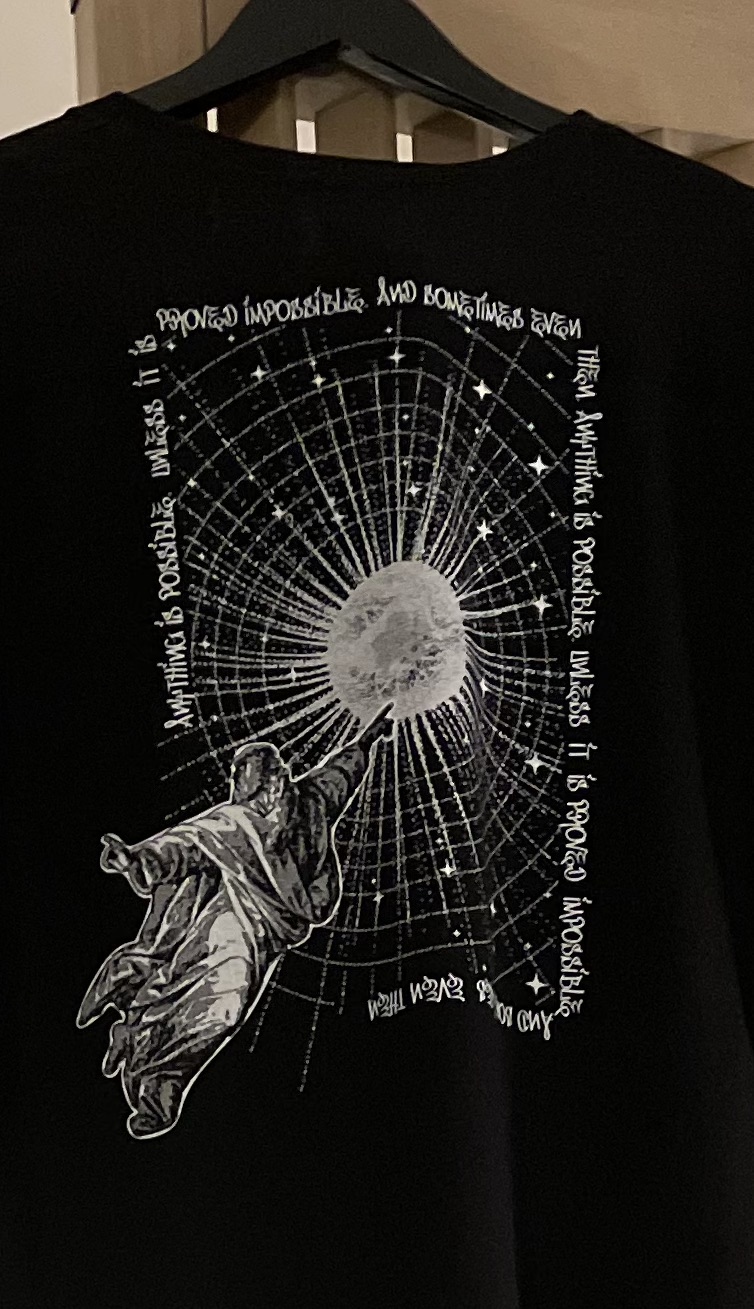 ANYTHING IS POSSIBLE. UNLESS IT IS
PROVED IMPOSSIBLE. AND SOMETIMES EVEN
THEN ANYTHING IS POSSIBLE. UNLESS IT IS PROVED IMPOSSIBLE
AND EVEN THEN